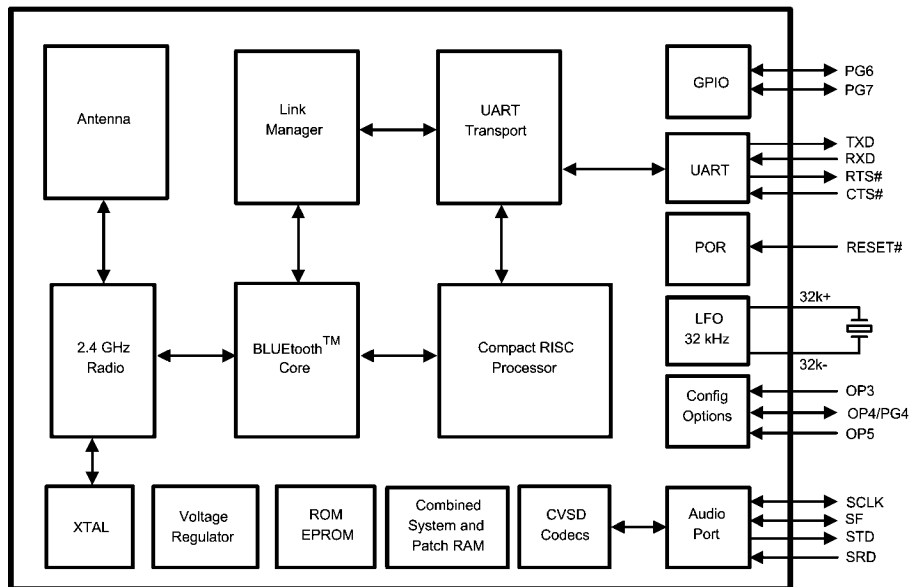 Antenna
Link
Manager
UART
Transport
GPIO
PG6
PG7
UART
TXD
RXD
RTS#
CTS#
POR
RESET#
2.4 GHz
Radio
BLUEtooth™
Core
Compact RISC
Processor
LFO
32 kHz
32k+
32k-
Config
Options
OP3
OP4/PG4
OP5
XTAL
Voltage
Regulator
ROM
EPROM
Combined
System and
Patch RAM
CVSD
Codecs
Audio
Port
SCLK
SF
STD
SRD